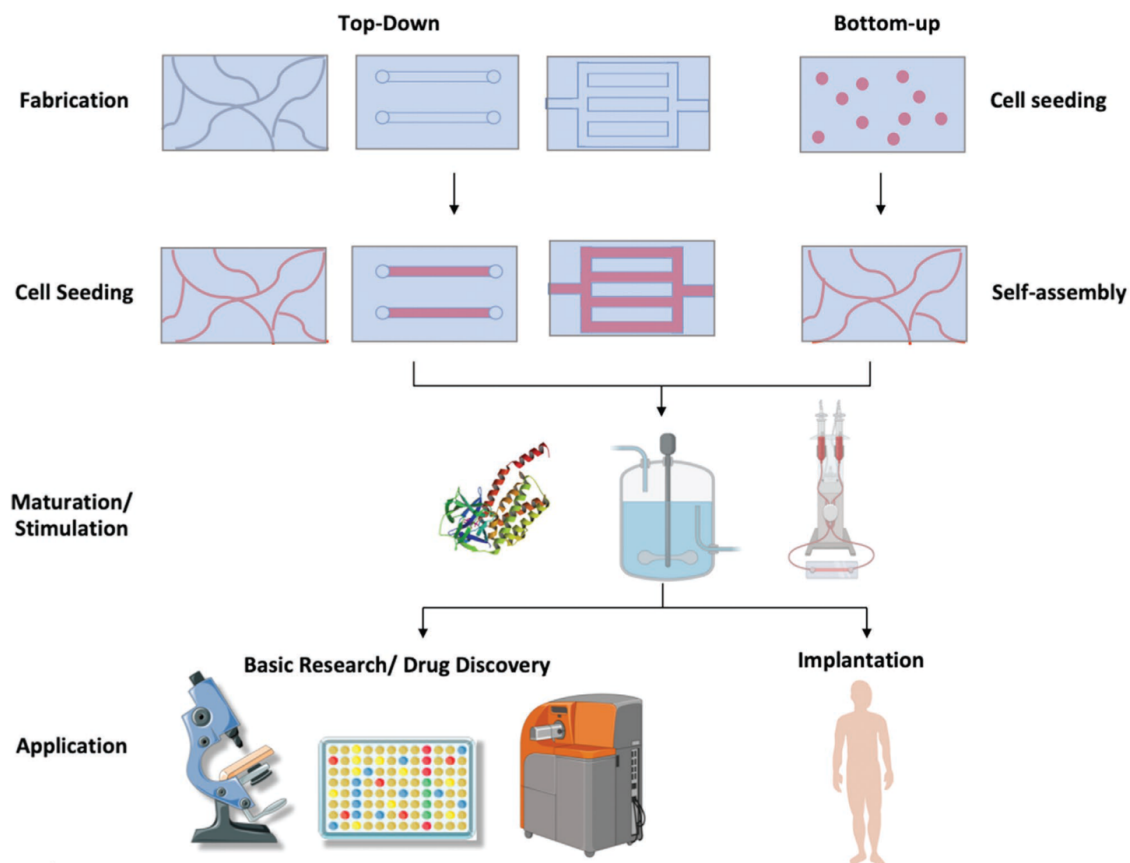 Top-Down
Bottom-up
Fabrication
Cell seeding
Cell Seeding
Self-assembly
Maturation/
Stimulation
Basic Research/ Drug Discovery
Implantation
Application